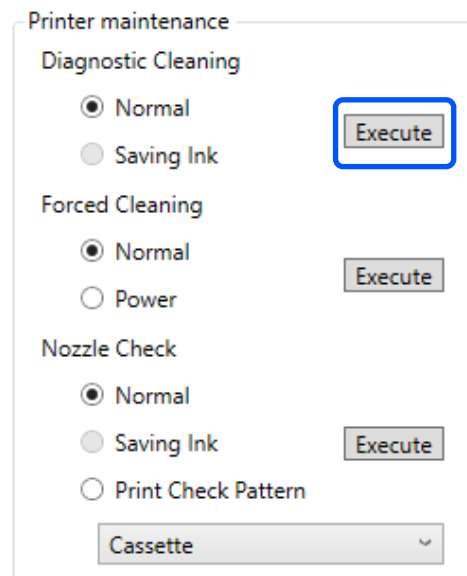 Printer maintenance
Diagnostic Cleaning
Normal
Execute
Saving Ink
Forced Cleaning
Normal
Execute
Power
Nozzle Check
Normal
Saving Ink
Execute
Print Check Pattern
Cassette